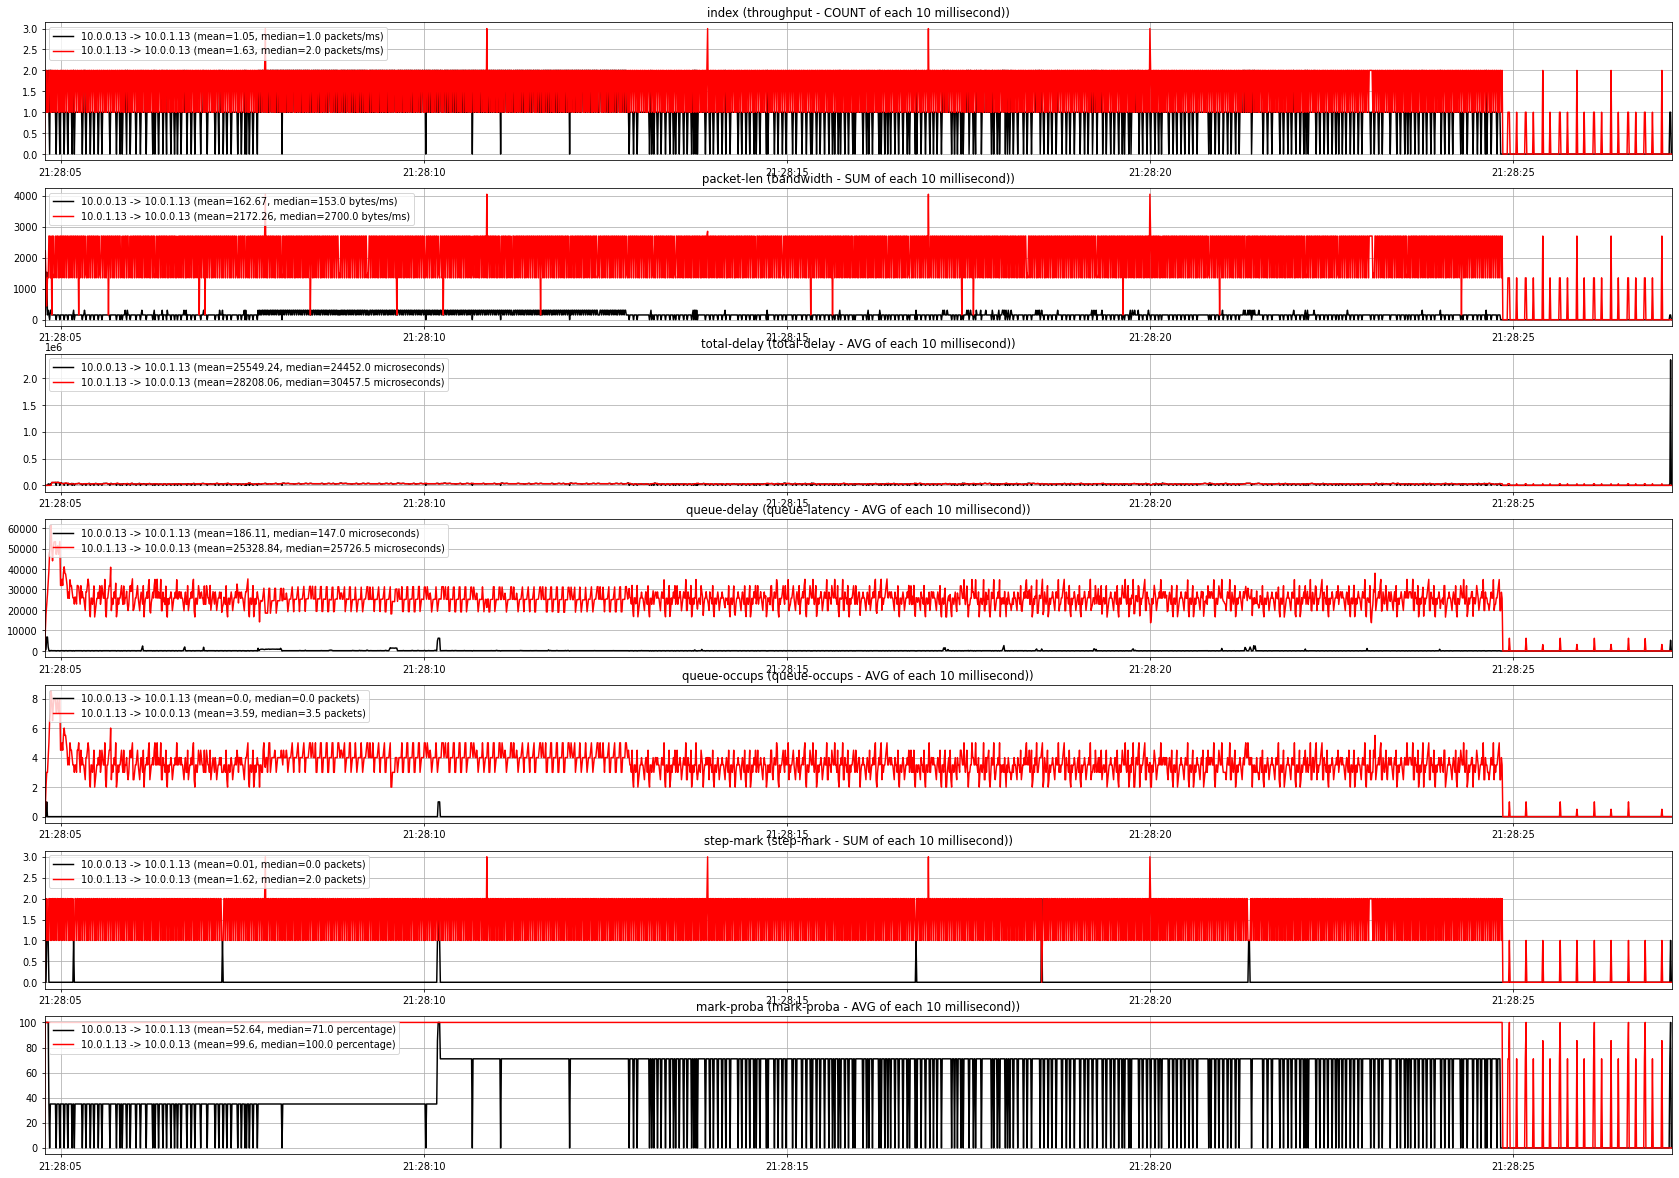 index (throughput - COUNT of each 10 millisecond))
10.0.0.13 -> 10.0.1.13 (mean=1.05, median=1.0 packets/ms)
10.0.1.13 -> 10.0.0.13 (mean=1.63, median=2.0 packets/ms)
3.0
2.5
2.0
1.5
1.0
0.5
0.0
21:28:05 21:28:10 21:28:15 21:28:20 21:28:25
packet-len (bandwidth - SUM of each 10 millisecond))
10.0.0.13 -> 10.0.1.13 (mean=162.67, median=153.0 bytes/ms)
10.0.1.13 -> 10.0.0.13 (mean=2172.26, median=2700.0 bytes/ms)
4000
3000
2000
1000
0
21:28:05 21:28:10 21:28:15 21:28:20 21:28:25
total-delay (total-delay - AVG of each 10 millisecond))
1e6
10.0.0.13 -> 10.0.1.13 (mean=25549.24, median=24452.0 microseconds)
10.0.1.13 -> 10.0.0.13 (mean=28208.06, median=30457.5 microseconds)
2.0
1.5
1.0
0.5
0.0
21:28:05 21:28:10 21:28:15 21:28:20 21:28:25
queue-delay (queue-latency - AVG of each 10 millisecond))
10.0.0.13 -> 10.0.1.13 (mean=186.11, median=147.0 microseconds)
10.0.1.13 -> 10.0.0.13 (mean=25328.84, median=25726.5 microseconds)
60000
50000
40000
30000
20000
10000
0
21:28:05 21:28:10 21:28:15 21:28:20 21:28:25
queue-occups (queue-occups - AVG of each 10 millisecond))
10.0.0.13 -> 10.0.1.13 (mean=0.0, median=0.0 packets)
10.0.1.13 -> 10.0.0.13 (mean=3.59, median=3.5 packets)
8
6
4
2
0
21:28:05 21:28:10 21:28:15 21:28:20 21:28:25
step-mark (step-mark - SUM of each 10 millisecond))
10.0.0.13 -> 10.0.1.13 (mean=0.01, median=0.0 packets)
10.0.1.13 -> 10.0.0.13 (mean=1.62, median=2.0 packets)
3.0
2.5
2.0
1.5
1.0
0.5
0.0
21:28:05 21:28:10 21:28:15 21:28:20 21:28:25
mark-proba (mark-proba - AVG of each 10 millisecond))
10.0.0.13 -> 10.0.1.13 (mean=52.64, median=71.0 percentage)
10.0.1.13 -> 10.0.0.13 (mean=99.6, median=100.0 percentage)
100
80
60
40
20
0
21:28:05 21:28:10 21:28:15 21:28:20 21:28:25